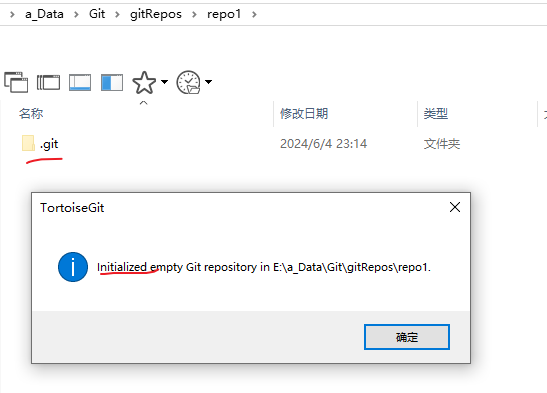 a_Data > Git > gitRepos > repo1 >
名称 修改日期 类型
.git 2024/6/4 23:14 文件夹
TortoiseGit
Initialized empty Git repository in E:\a_Data\Git\gitRepos\repo1.
确定